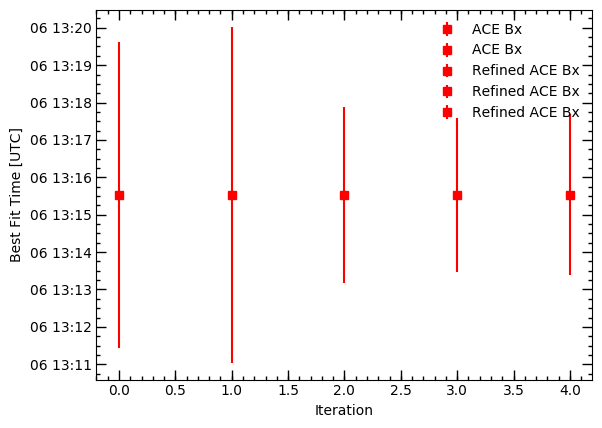 06 13:20
06 13:19
06 13:18
06 13:17
06 13:16
06 13:15
06 13:14
06 13:13
06 13:12
06 13:11
Best Fit Time [UTC]
ACE Bx
ACE Bx
Refined ACE Bx
Refined ACE Bx
Refined ACE Bx
0.0 0.5 1.0 1.5 2.0 2.5 3.0 3.5 4.0
Iteration